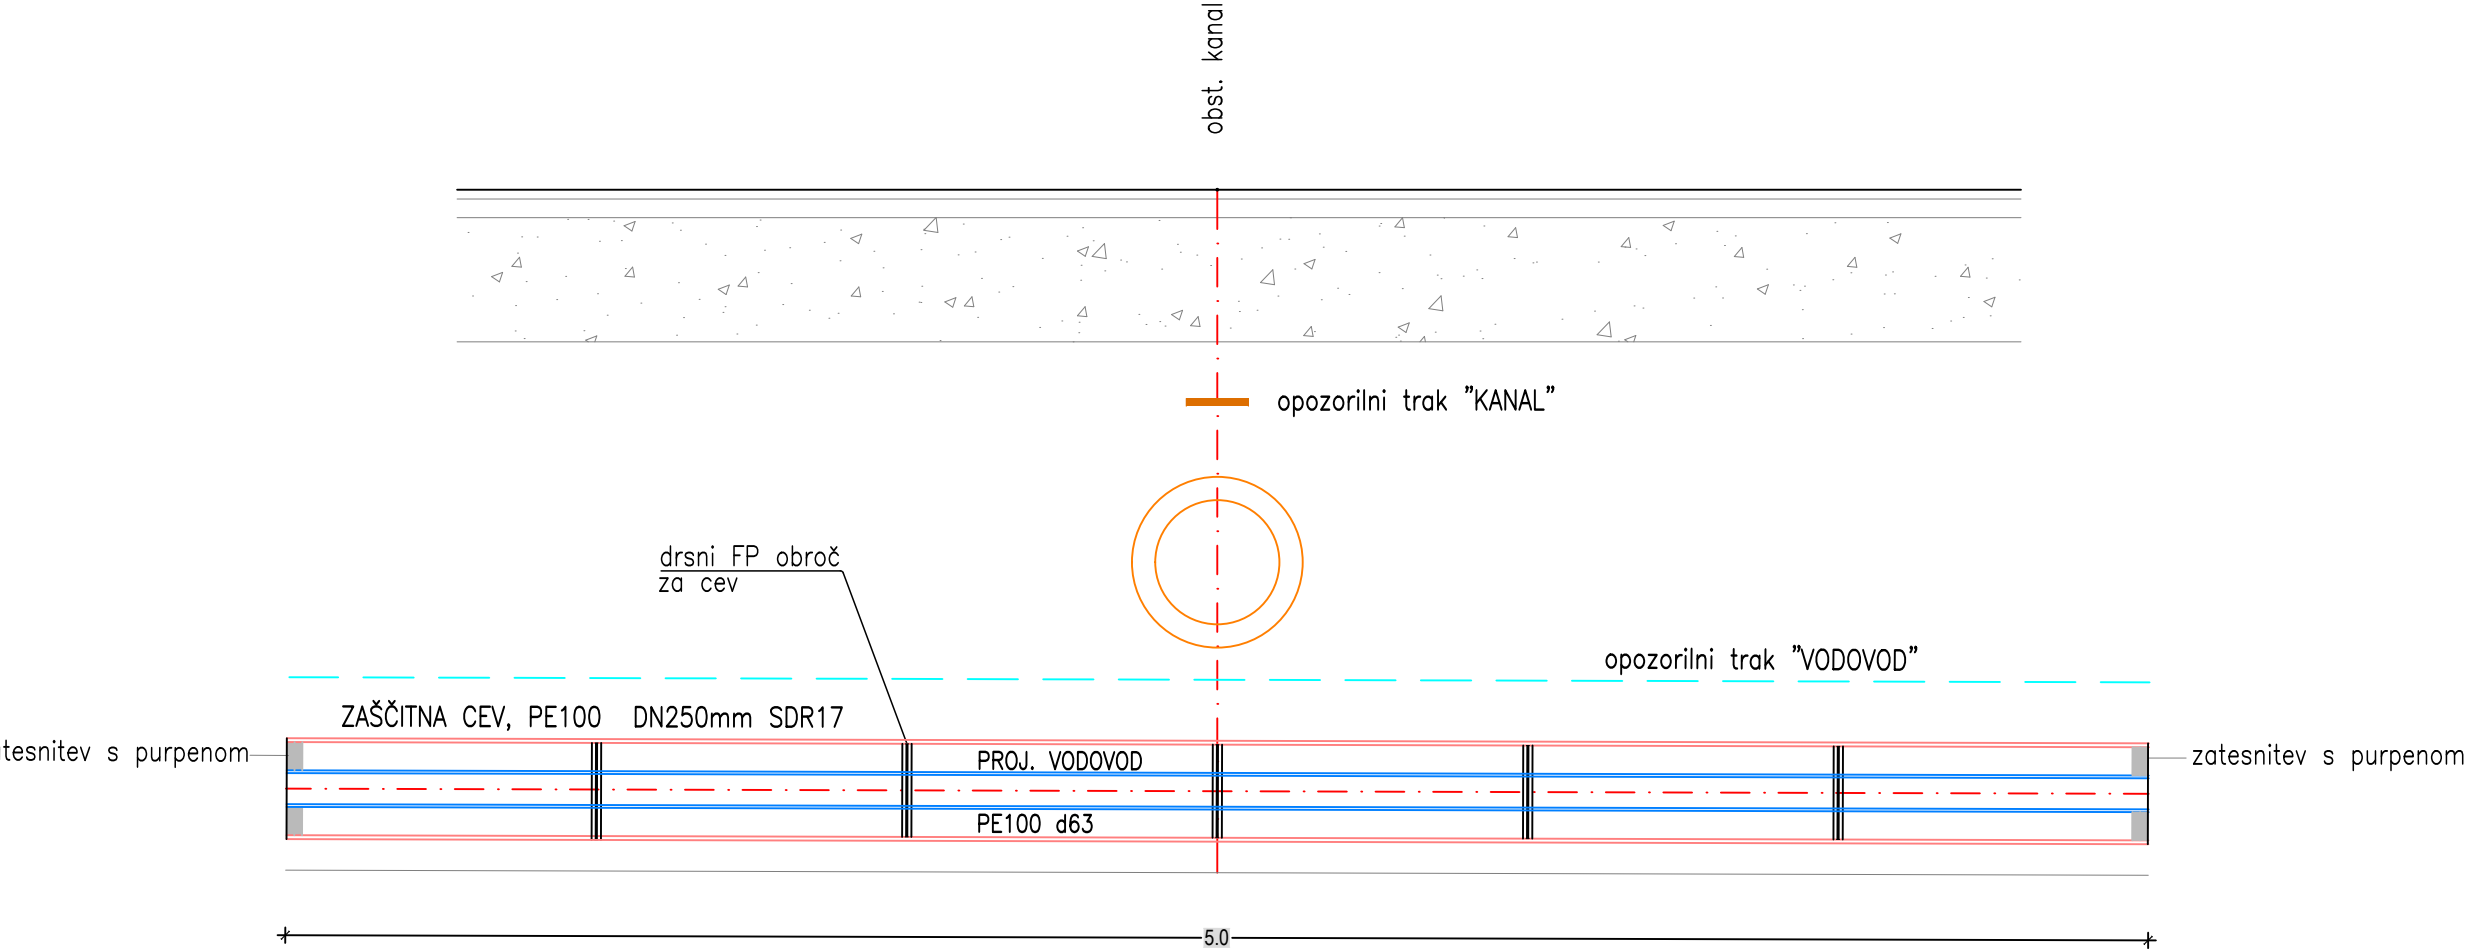 obst. kanal
opozorilni trak "KANAL"
drsni FP obroč
za cev
opozorilni trak "VODOVOD"
ZAŠČITNA CEV, PE100 DN250mm SDR17
tesnitev s purpenom
PROJ. VODOVOD
zatesnitev s purpenom
PE100 d63
5.0